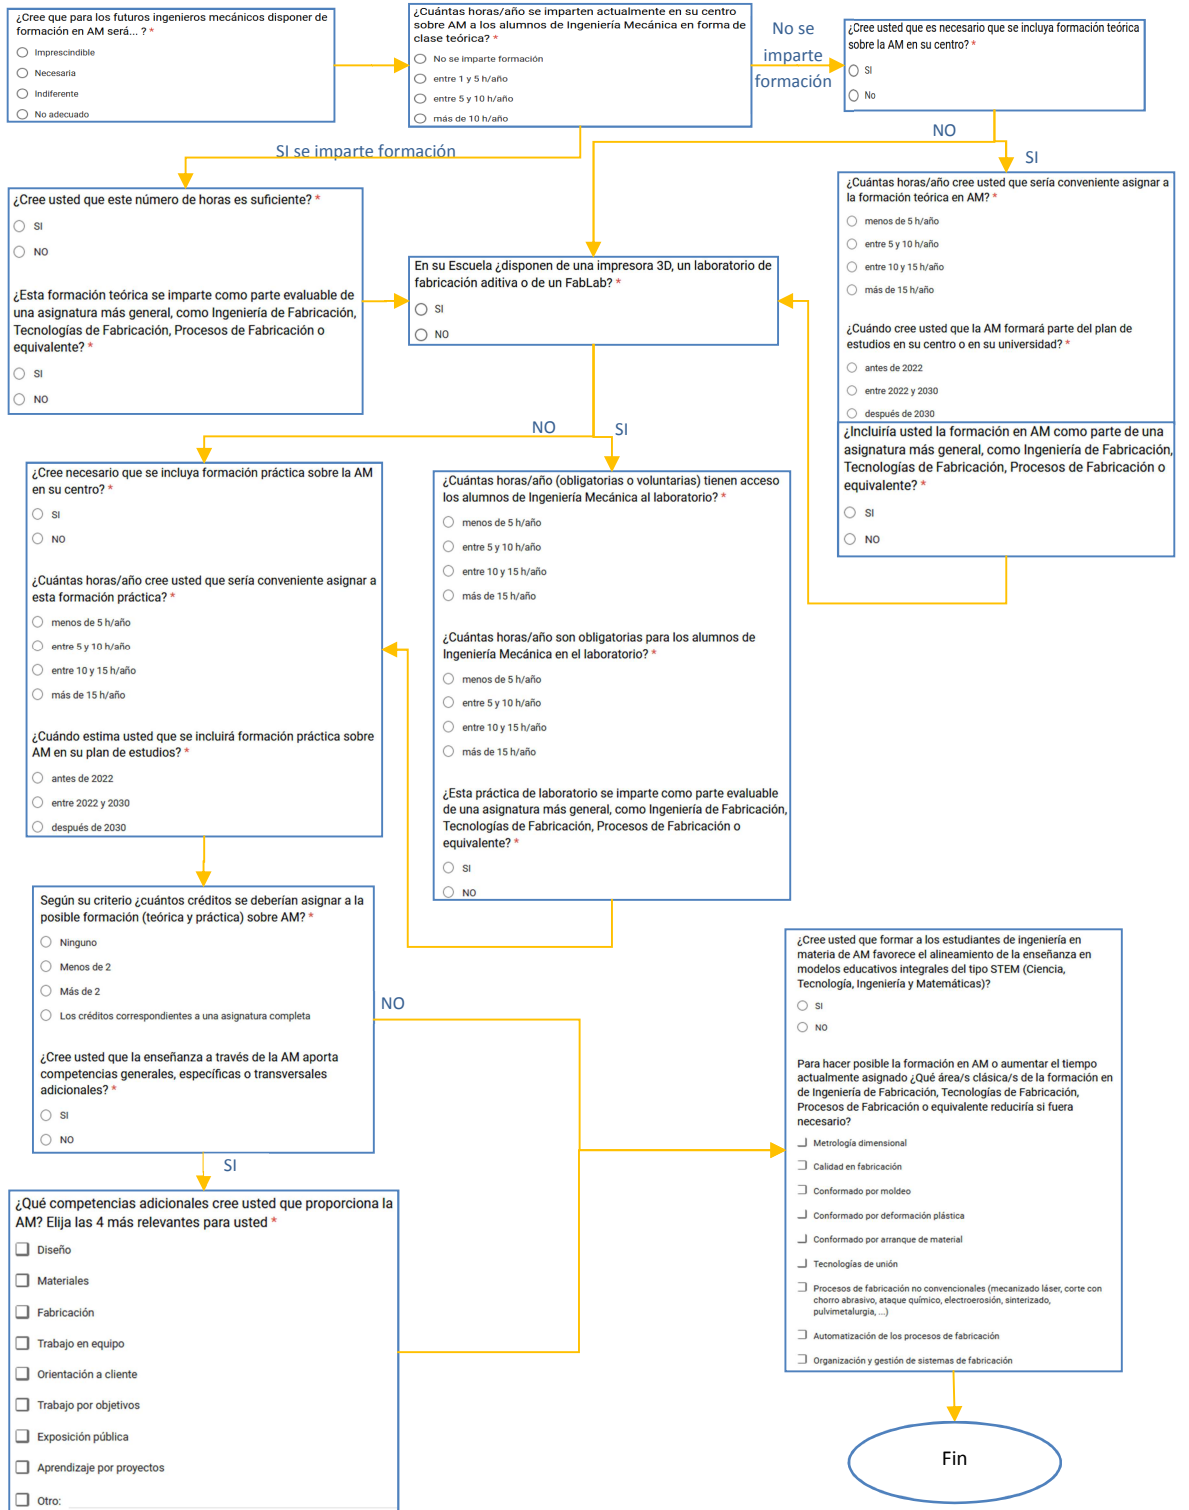 ¿Cree que para los futuros ingenieros mecánicos disponer de
formación en AM será... ? *
Imprescindible
Necesaria
Indiferente
No adecuado
¿Cuántas horas/año se imparten actualmente en su centro
sobre AM a los alumnos de Ingeniería Mecánica en forma de
clase teórica? *
No se imparte formación
entre 1 y 5 h/año
entre 5 y 10 h/año
más de 10 h/año
No se
imparte
formación
¿Cree usted que es necesario que se incluya formación teórica
sobre la AM en su centro? *
SI
No
NO
SI
SI se imparte formación
¿Cree usted que este número de horas es suficiente? *
SI
NO
¿Esta formación teórica se imparte como parte evaluable de
una asignatura más general, como Ingeniería de Fabricación,
Tecnologías de Fabricación, Procesos de Fabricación o
equivalente? *
SI
NO
En su Escuela ¿disponen de una impresora 3D, un laboratorio de
fabricación aditiva o de un FabLab? *
SI
NO
¿Cuántas horas/año cree usted que sería conveniente asignar a
la formación teórica en AM? *
menos de 5 h/año
entre 5 y 10 h/año
entre 10 y 15 h/año
más de 15 h/año
¿Cuándo cree usted que la AM formará parte del plan de
estudios en su centro o en su universidad? *
antes de 2022
entre 2022 y 2030
después de 2030
¿Incluiría usted la formación en AM como parte de una
asignatura más general, como Ingeniería de Fabricación,
Tecnologías de Fabricación, Procesos de Fabricación o
equivalente? *
SI
NO
NO
SI
¿Cree necesario que se incluya formación práctica sobre la AM
en su centro? *
SI
NO
¿Cuántas horas/año cree usted que sería conveniente asignar a
esta formación práctica? *
menos de 5 h/año
entre 5 y 10 h/año
entre 10 y 15 h/año
más de 15 h/año
¿Cuándo estima usted que se incluirá formación práctica sobre
AM en su plan de estudios? *
antes de 2022
entre 2022 y 2030
después de 2030
¿Cuántas horas/año (obligatorias o voluntarias) tienen acceso
los alumnos de Ingeniería Mecánica al laboratorio? *
menos de 5 h/año
entre 5 y 10 h/año
entre 10 y 15 h/año
más de 15 h/año
¿Cuántas horas/año son obligatorias para los alumnos de
Ingeniería Mecánica en el laboratorio? *
menos de 5 h/año
entre 5 y 10 h/año
entre 10 y 15 h/año
más de 15 h/año
¿Esta práctica de laboratorio se imparte como parte evaluable
de una asignatura más general, como Ingeniería de Fabricación,
Tecnologías de Fabricación, Procesos de Fabricación o
equivalente? *
SI
NO
Según su criterio ¿cuántos créditos se deberían asignar a la
posible formación (teórica y práctica) sobre AM? *
Ninguno
Menos de 2
Más de 2
Los créditos correspondientes a una asignatura completa
¿Cree usted que la enseñanza a través de la AM aporta
competencias generales, específicas o transversales
adicionales? *
SI
NO
NO
SI
¿Qué competencias adicionales cree usted que proporciona la
AM? Elija las 4 más relevantes para usted *
Diseño
Materiales
Fabricación
Trabajo en equipo
Orientación a cliente
Trabajo por objetivos
Exposición pública
Aprendizaje por proyectos
Otro:
¿Cree usted que formar a los estudiantes de ingeniería en
materia de AM favorece el alineamiento de la enseñanza en
modelos educativos integrales del tipo STEM (Ciencia,
Tecnología, Ingeniería y Matemáticas)?
SI
NO
Para hacer posible la formación en AM o aumentar el tiempo
actualmente asignado ¿Qué área/s clásica/s de la formación en
de Ingeniería de Fabricación, Tecnologías de Fabricación,
Procesos de Fabricación o equivalente reduciría si fuera
necesario?
Metrología dimensional
Calidad en fabricación
Conformado por moldeo
Conformado por deformación plástica
Conformado por arranque de material
Tecnologías de unión
Procesos de fabricación no convencionales (mecanizado láser, corte con
chorro abrasivo, ataque químico, electroerosión, sinterizado,
pulvimetalurgia, ...)
Automatización de los procesos de fabricación
Organización y gestión de sistemas de fabricación
Fin